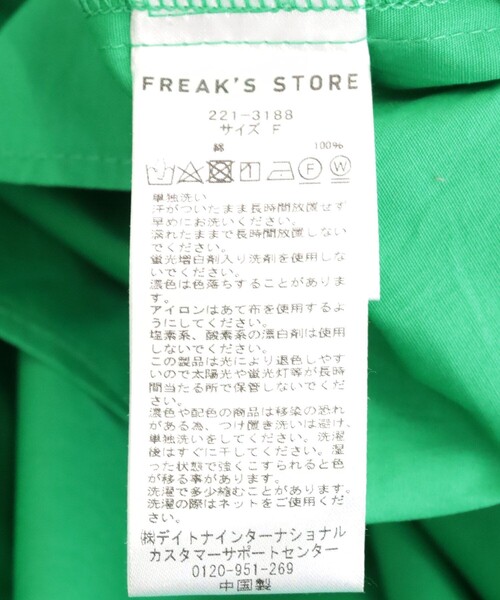 FREAK'S STORE
221-3188
サイズ F
綿 100%
単独洗い
汗がついたまま長時間放置せず
早めにお洗いください。
濡れたままで長時間放置しない
でください。
蛍光増白剤入り洗剤を使用しな
いでください。
濃色は色落ちすることがありま
す。
アイロンはあて布を使用するよ
うにしてください。
塩素系、酸素系の漂白剤は使用
しないでください。
この製品は光により退色しやす
いので太陽光や蛍光灯等が長時
間当たる所で保管しないでくだ
さい。
濃色や配色の商品は移染の恐れ
がある為、つけ置き洗いは避け、
単独洗いをしてください。洗濯
後はすぐに干してください。湿
った状態で強くこすられると色
が移る事があります。
洗濯で多少縮むことがあります。
洗濯の際はネットをご使用くだ
さい。
㈱デイトナインターナショナル
カスタマーサポートセンター
0120-951-269
中国製